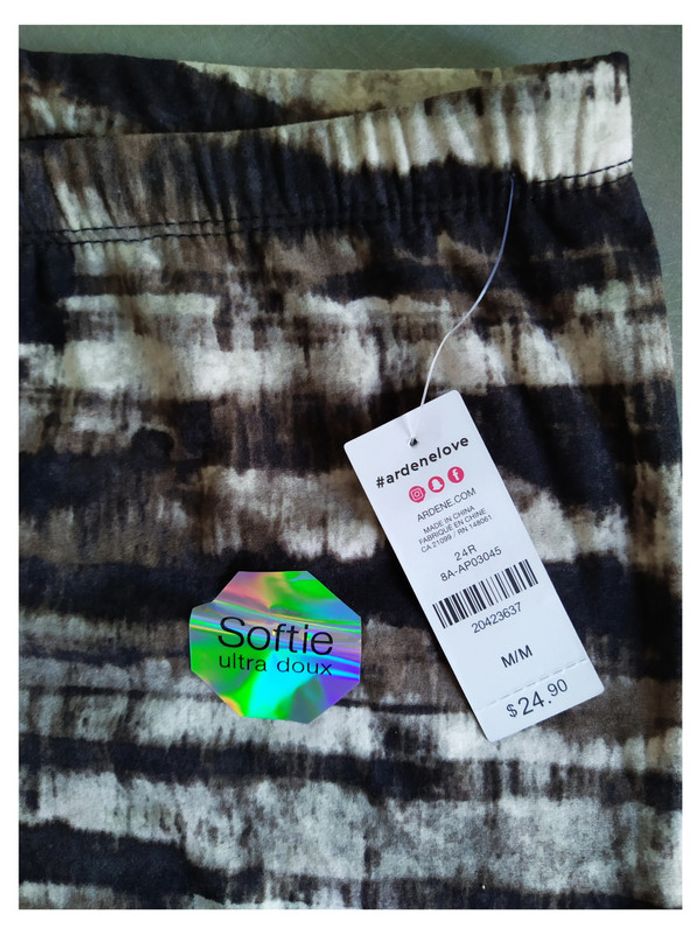 #ardenelove
ARDENE.COM
MADE IN CHINA
FABRIQUÉ EN CHINE
CA 21099 / RN 148061
24R
8A-AP03045
20423637
M/M
$24.90
Softie
ultra doux